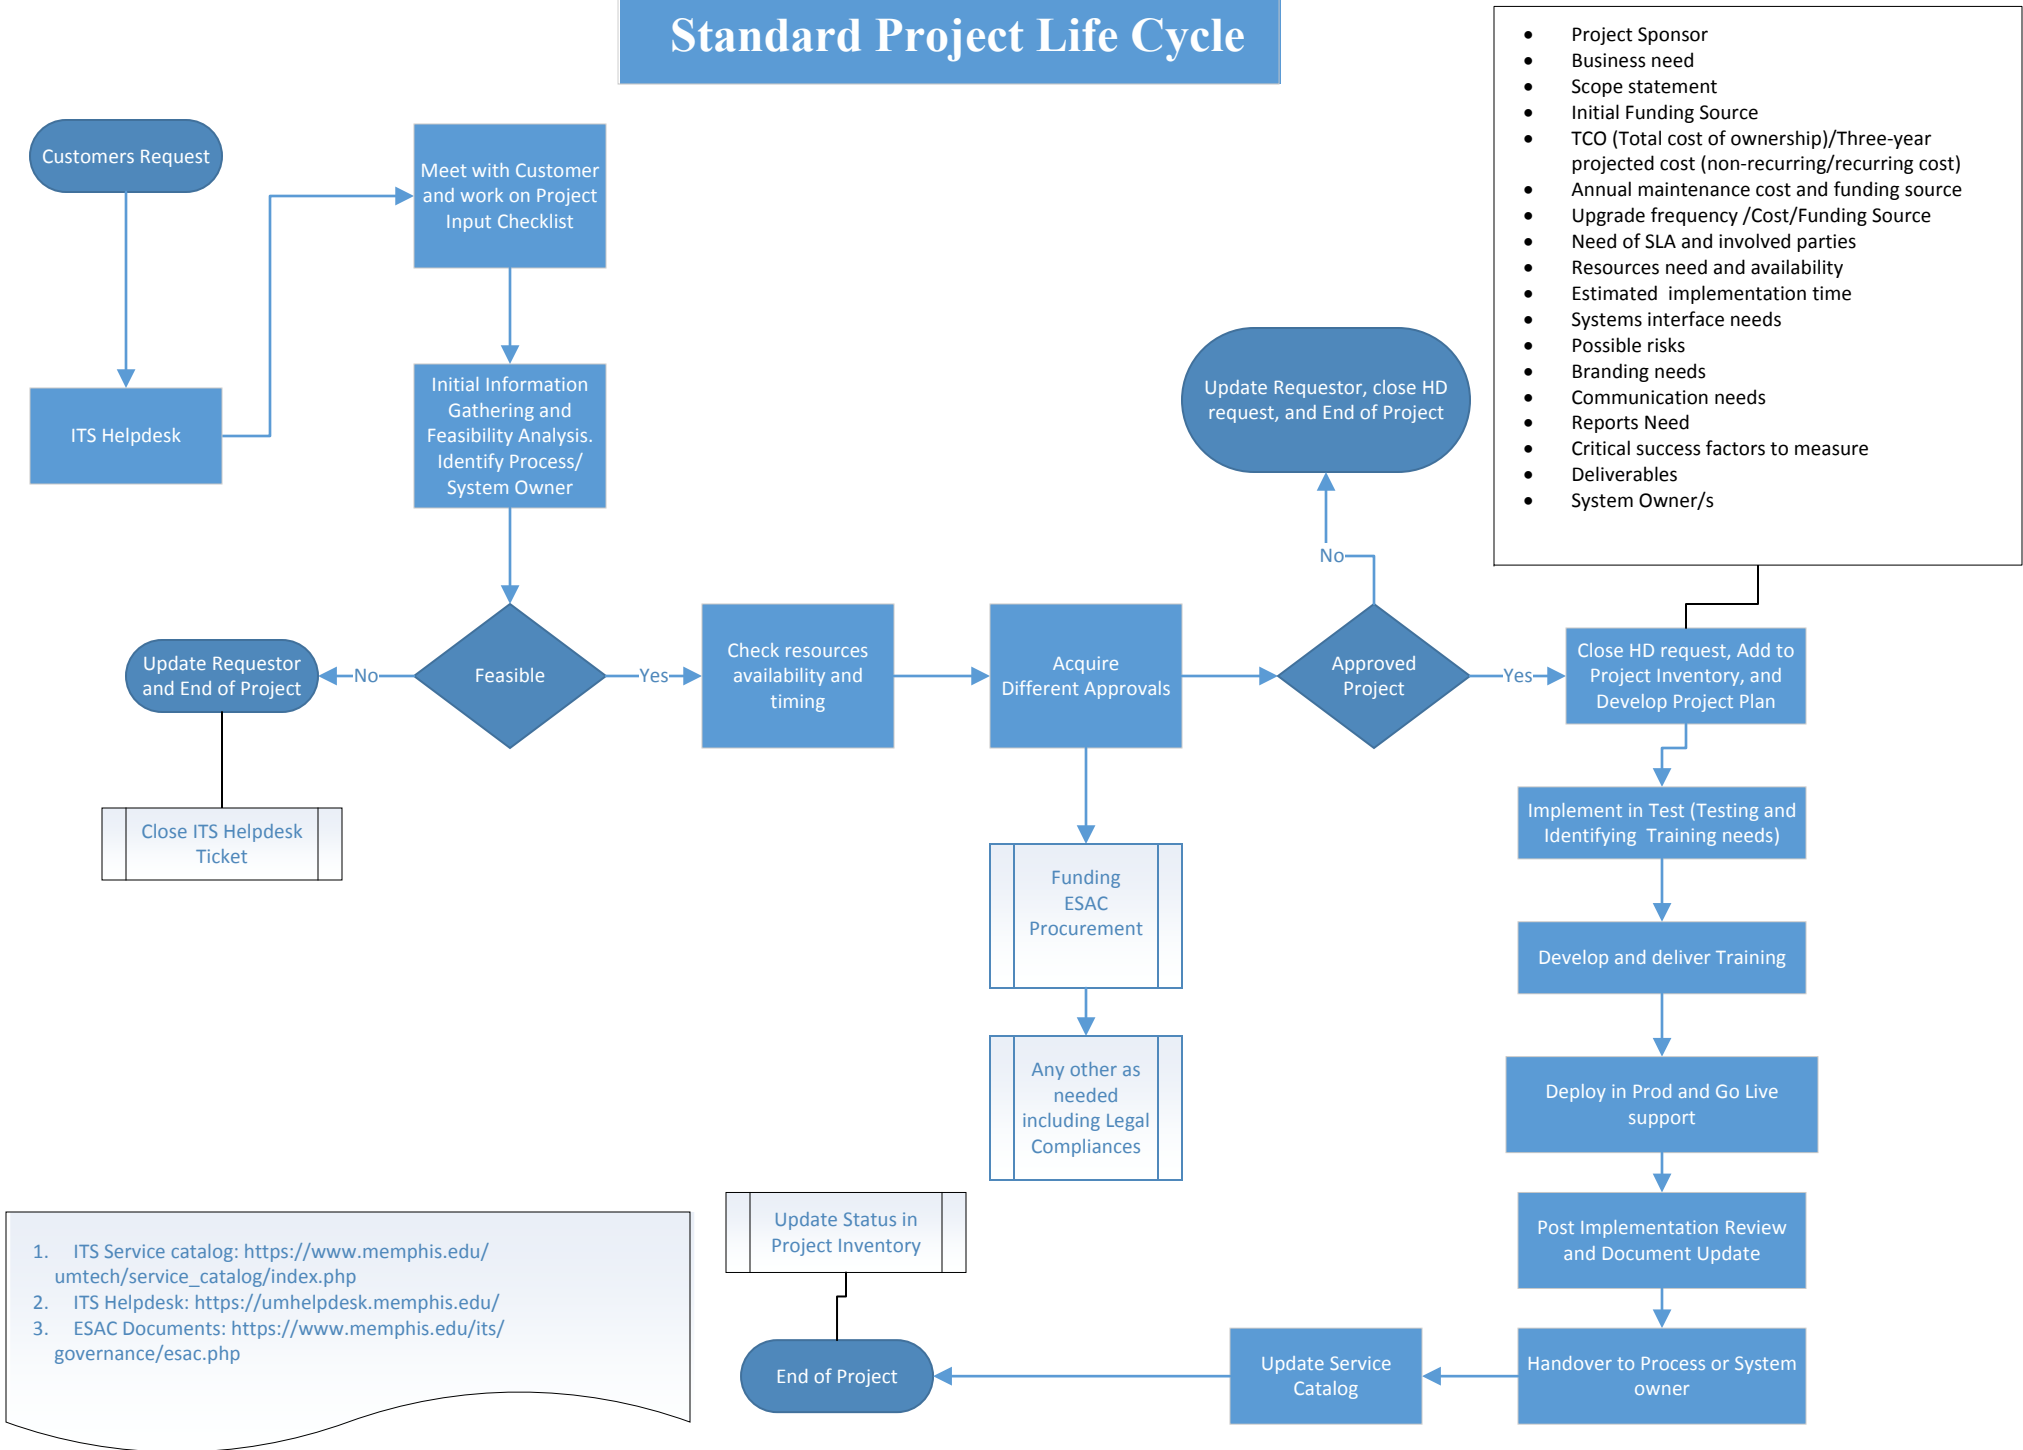 Standard Project Life Cycle
Customers Request
ITS Helpdesk
Meet with Customer
and work on Project
Input Checklist
Initial Information
Gathering and
Feasibility Analysis.
Identify Process/
System Owner
Feasible
No
Update Requestor
and End of Project
Close ITS Helpdesk
Ticket
Yes
Check resources
availability and
timing
Acquire
Different Approvals
Funding
ESAC
Procurement
Any other as
needed
including Legal
Compliances
Approved
Project
No
Update Requestor, close HD
request, and End of Project
Yes
Close HD request, Add to
Project Inventory, and
Develop Project Plan
• Project Sponsor
• Business need
• Scope statement
• Initial Funding Source
• TCO (Total cost of ownership)/Three-year
projected cost (non-recurring/recurring cost)
• Annual maintenance cost and funding source
• Upgrade frequency /Cost/Funding Source
• Need of SLA and involved parties
• Resources need and availability
• Estimated  implementation time
• Systems interface needs
• Possible risks
• Branding needs
• Communication needs
• Reports Need
• Critical success factors to measure
• Deliverables
• System Owner/s
Implement in Test (Testing and
Identifying  Training needs)
Develop and deliver Training
Deploy in Prod and Go Live
support
Post Implementation Review
and Document Update
Handover to Process or System
owner
Update Service
Catalog
End of Project
Update Status in
Project Inventory
1. ITS Service catalog: https://www.memphis.edu/
umtech/service_catalog/index.php
2. ITS Helpdesk: https://umhelpdesk.memphis.edu/
3. ESAC Documents: https://www.memphis.edu/its/
governance/esac.php